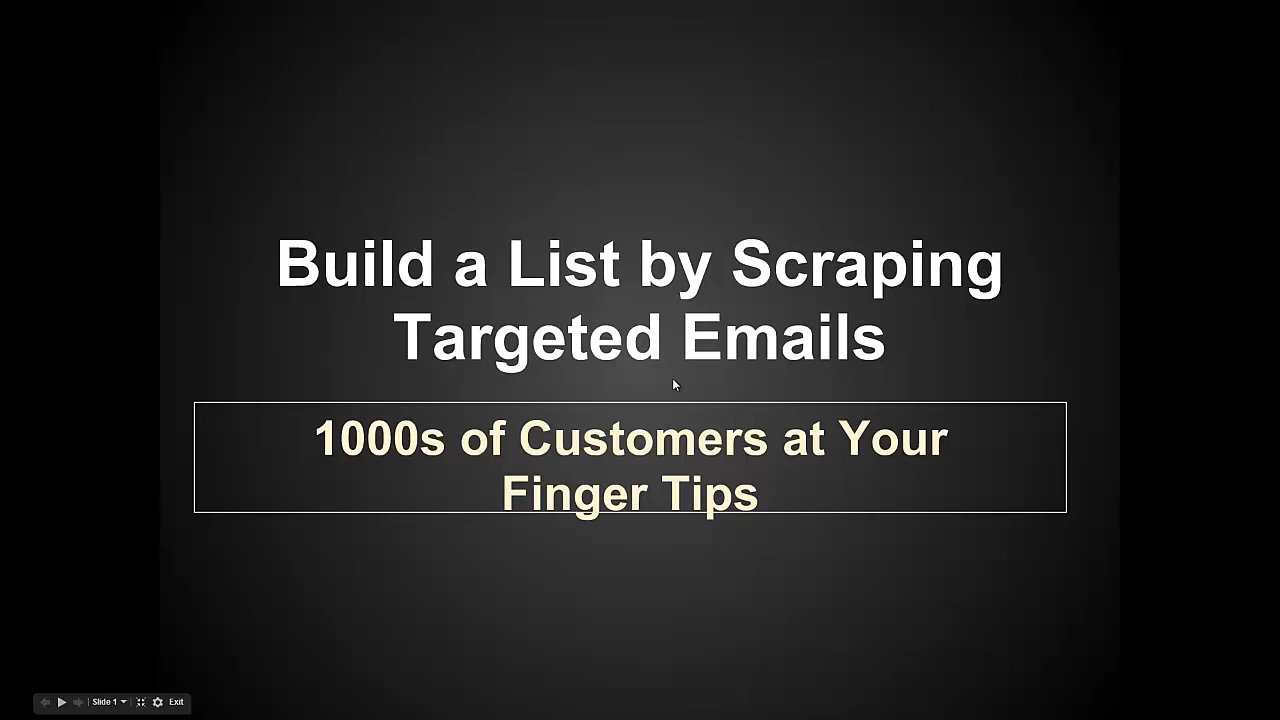 Build a List by Scraping
Targeted Emails
1000s of Customers at Your
Finger Tips
Slide 1
Exit